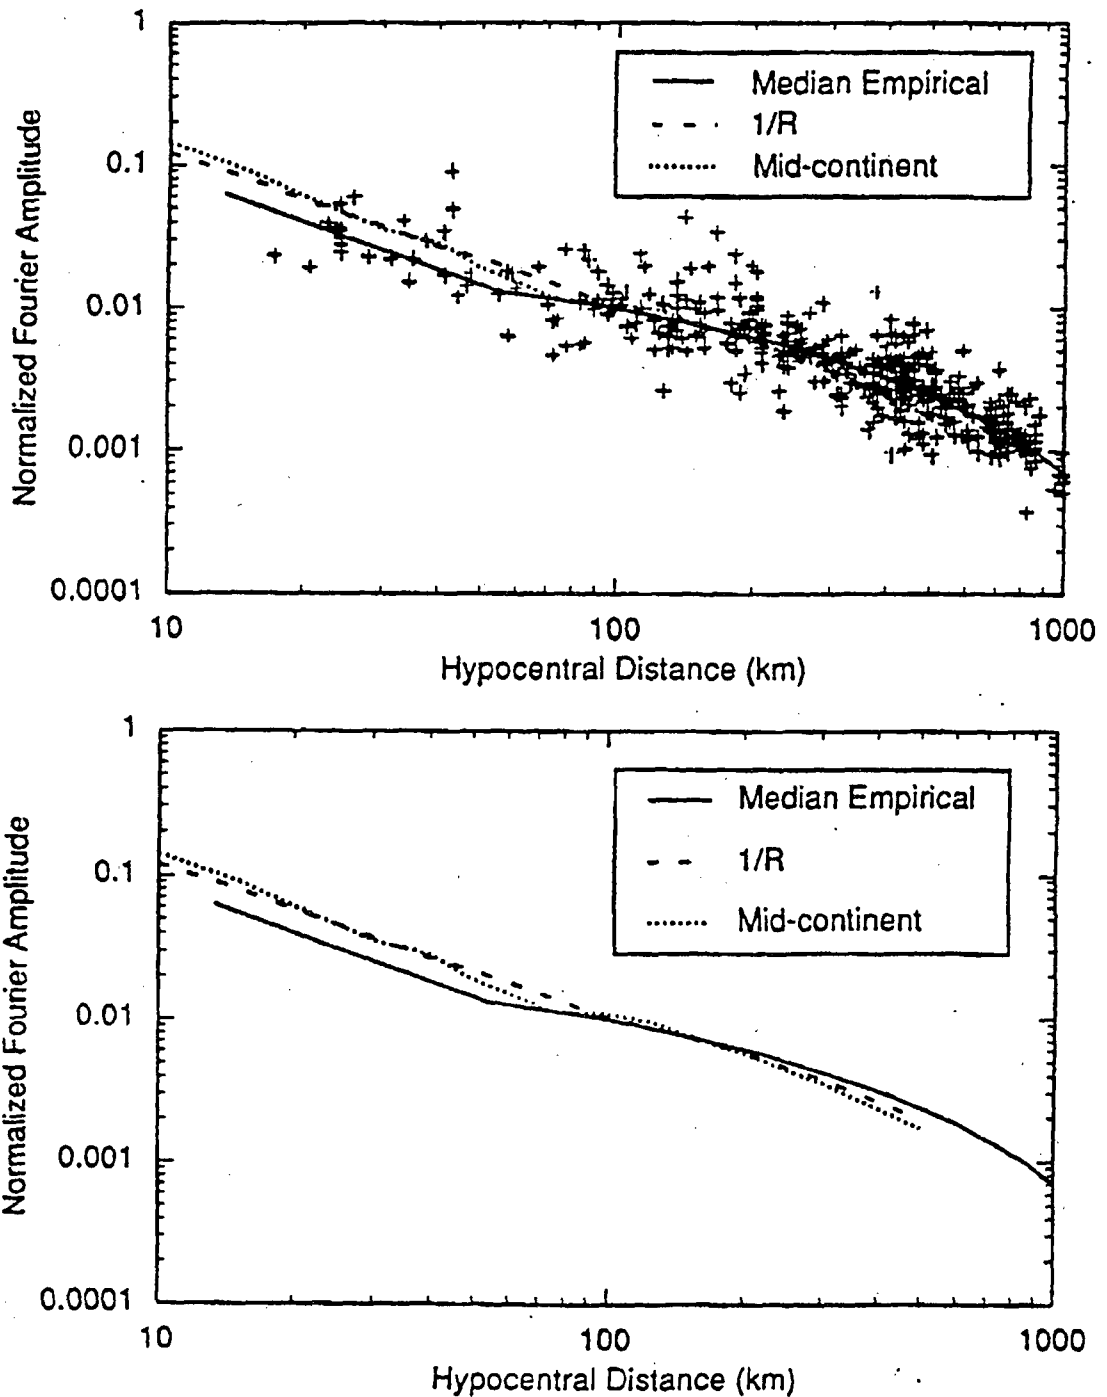 1
0.1
0.01
0.001
0.0001
Normalized Fourier Amplitude
Median Empirical
1/R
Mid-continent
10
100
1000
Hypocentral Distance (km)
1
0.1
0.01
0.001
0.0001
Normalized Fourier Amplitude
Median Empirical
1/R
Mid-continent
10
100
1000
Hypocentral Distance (km)